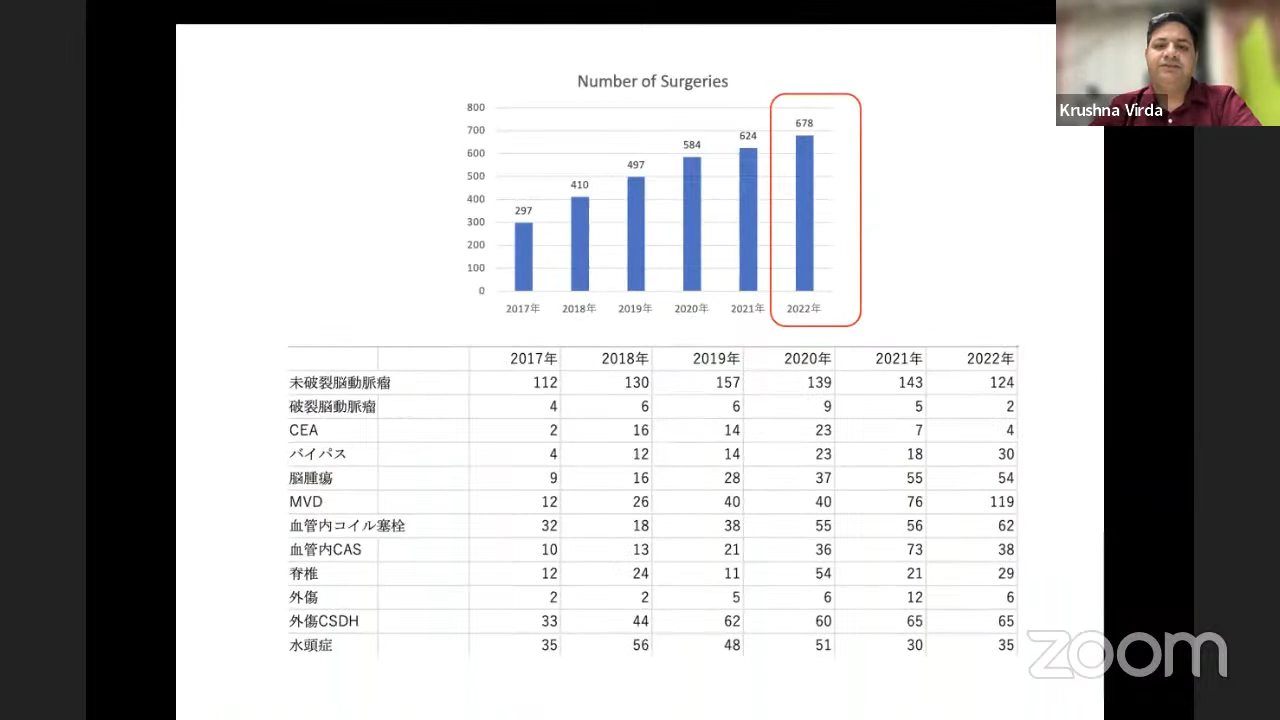 Number of Surgeries
800
700
600
500
400
300
200
100
0
297
410
497
584
624
678
2017年 2018年 2019年 2020年 2021年 2022年
Krushna Virda
2017年 2018年 2019年 2020年 2021年 2022年
未破裂脳動脈瘤 112 130 157 139 143 124
破裂脳動脈瘤 4 6 6 9 5 2
CEA 2 16 14 23 7 4
バイパス 4 12 14 23 18 30
脳腫瘍 9 16 28 37 55 54
MVD 12 26 40 40 76 119
血管内コイル塞栓 32 18 38 55 56 62
血管内CAS 10 13 21 36 73 38
脊椎 12 24 11 54 21 29
外傷 2 2 5 6 12 6
外傷CSDH 33 44 62 60 65 65
水頭症 35 56 48 51 30 35
zoom